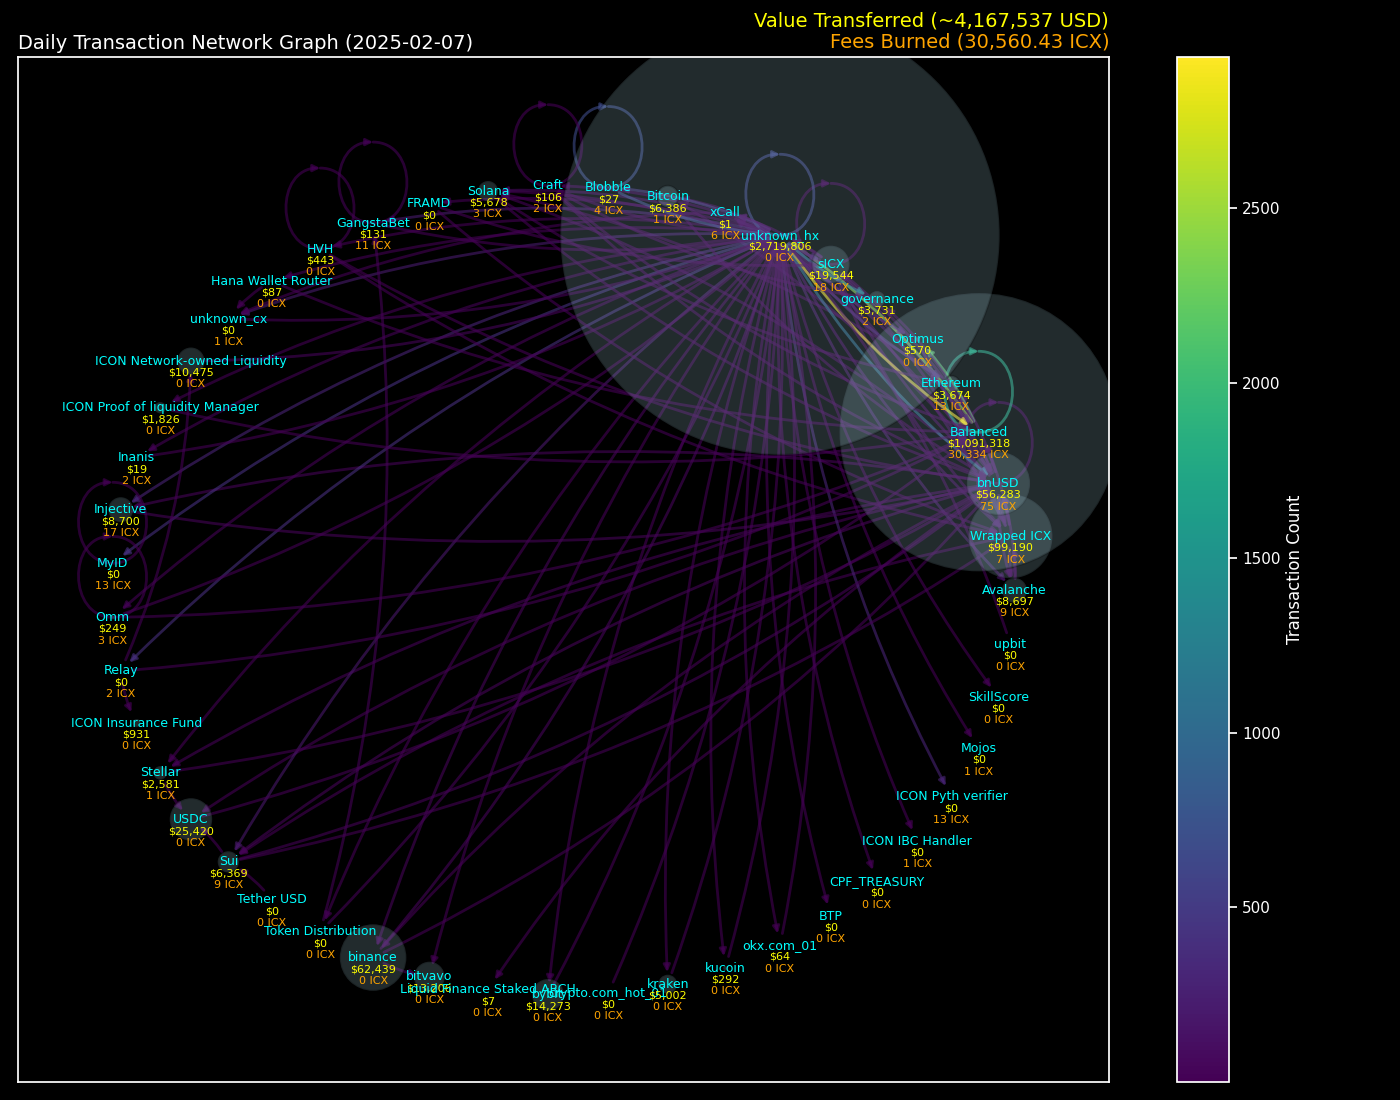 Value Transferred (~4,167,537 USD)
Daily Transaction Network Graph (2025-02-07)
Fees Burned (30,560.43 ICX)
unknown_hx
$2,719,806
0 ICX
xCall
$1
6 ICX
Bitcoin
$6,386
1 ICX
Blobble
$27
4 ICX
Craft
$106
2 ICX
Solana
$5,678
3 ICX
FRAMD
$0
0 ICX
GangstaBet
$131
11 ICX
HVH
$443
0 ICX
Hana Wallet Router
$87
0 ICX
unknown_cx
$0
1 ICX
ICON Network-owned Liquidity
$10,475
0 ICX
ICON Proof of liquidity Manager
$1,826
0 ICX
Inanis
$19
2 ICX
Injective
$8,700
17 ICX
MyID
$0
13 ICX
Omm
$249
3 ICX
Relay
$0
2 ICX
ICON Insurance Fund
$931
0 ICX
Stellar
$2,581
1 ICX
USDC
$25,420
0 ICX
Sui
$6,369
9 ICX
Tether USD
$0
0 ICX
Token Distribution
$0
0 ICX
binance
$62,439
0 ICX
bitvavo
$13,206
0 ICX
Liquid Finance Staked ARCH
$7
0 ICX
bybit
$14,273
0 ICX
$0
0 ICX
kraken
$5,002
0 ICX
kucoin
$292
0 ICX
okx.com_01
$64
0 ICX
BTP
$0
0 ICX
CPF_TREASURY
$0
0 ICX
ICON IBC Handler
$0
1 ICX
ICON Pyth verifier
$0
13 ICX
Mojos
$0
1 ICX
SkillScore
$0
0 ICX
upbit
$0
0 ICX
Avalanche
$8,697
9 ICX
Wrapped ICX
$99,190
7 ICX
bnUSD
$56,283
75 ICX
Balanced
$1,091,318
30,334 ICX
Ethereum
$3,674
13 ICX
Optimus
$570
0 ICX
governance
$3,731
2 ICX
sICX
$19,544
18 ICX
2500
2000
1500
1000
500
Transaction Count